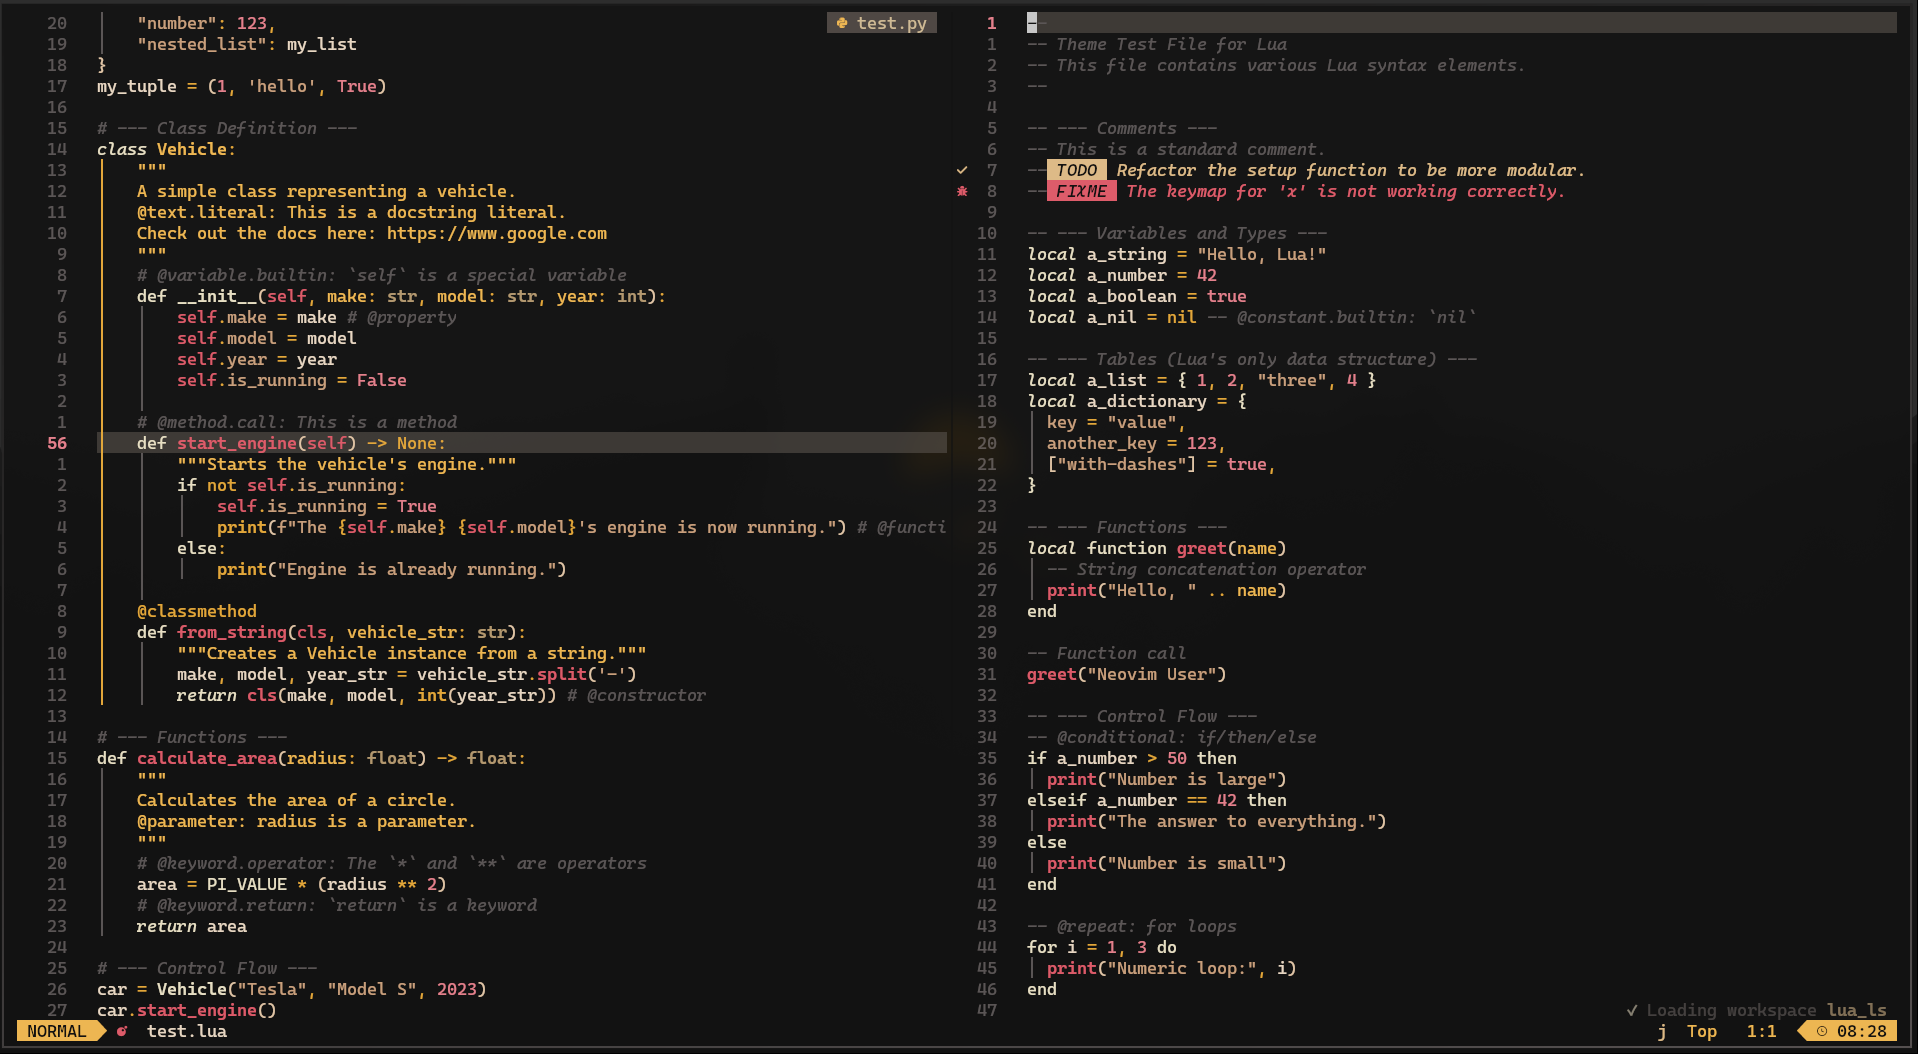 20 "number": 123,
19 "nested_list": my_list
18 }
17 my_tuple = (1, 'hello', True)
16
15 # --- Class Definition ---
14 class Vehicle:
13 """
12 A simple class representing a vehicle.
11 @text.literal: This is a docstring literal.
10 Check out the docs here: https://www.google.com
9 """
8 # @variable.builtin: `self` is a special variable
7 def __init__(self, make: str, model: str, year: int):
6 self.make = make # @property
5 self.model = model
4 self.year = year
3 self.is_running = False
2
1 # @method.call: This is a method
56 def start_engine(self) -> None:
1 """Starts the vehicle's engine."""
2 if not self.is_running:
3 self.is_running = True
4 print(f"The {self.make} {self.model}'s engine is now running.") # @functi
5 else:
6 print("Engine is already running.")
7
8 @classmethod
9 def from_string(cls, vehicle_str: str):
10 """Creates a Vehicle instance from a string."""
11 make, model, year_str = vehicle_str.split('-')
12 return cls(make, model, int(year_str)) # @constructor
13
14 # --- Functions ---
15 def calculate_area(radius: float) -> float:
16 """
17 Calculates the area of a circle.
18 @parameter: radius is a parameter.
19 """
20 # @keyword.operator: The `*` and `**` are operators
21 area = PI_VALUE * (radius ** 2)
22 # @keyword.return: `return` is a keyword
23 return area
24
25 # --- Control Flow ---
26 car = Vehicle("Tesla", "Model S", 2023)
27 car.start_engine()
test.py
1 --
1 -- Theme Test File for Lua
2 -- This file contains various Lua syntax elements.
3 --
4
5 -- --- Comments ---
6 -- This is a standard comment.
7 -- TODO Refactor the setup function to be more modular.
8 -- FIXME The keymap for 'x' is not working correctly.
9
10 -- --- Variables and Types ---
11 local a_string = "Hello, Lua!"
12 local a_number = 42
13 local a_boolean = true
14 local a_nil = nil -- @constant.builtin: `nil`
15
16 -- --- Tables (Lua's only data structure) ---
17 local a_list = { 1, 2, "three", 4 }
18 local a_dictionary = {
19 key = "value",
20 another_key = 123,
21 ["with-dashes"] = true,
22 }
23
24 -- --- Functions ---
25 local function greet(name)
26 -- String concatenation operator
27 print("Hello, " .. name)
28 end
29
30 -- Function call
31 greet("Neovim User")
32
33 -- --- Control Flow ---
34 -- @conditional: if/then/else
35 if a_number > 50 then
36 print("Number is large")
37 elseif a_number == 42 then
38 print("The answer to everything.")
39 else
40 print("Number is small")
41 end
42
43 -- @repeat: for loops
44 for i = 1, 3 do
45 print("Numeric loop:", i)
46 end
47
✓ Loading workspace lua_ls
NORMAL test.lua j Top 1:1 08:28